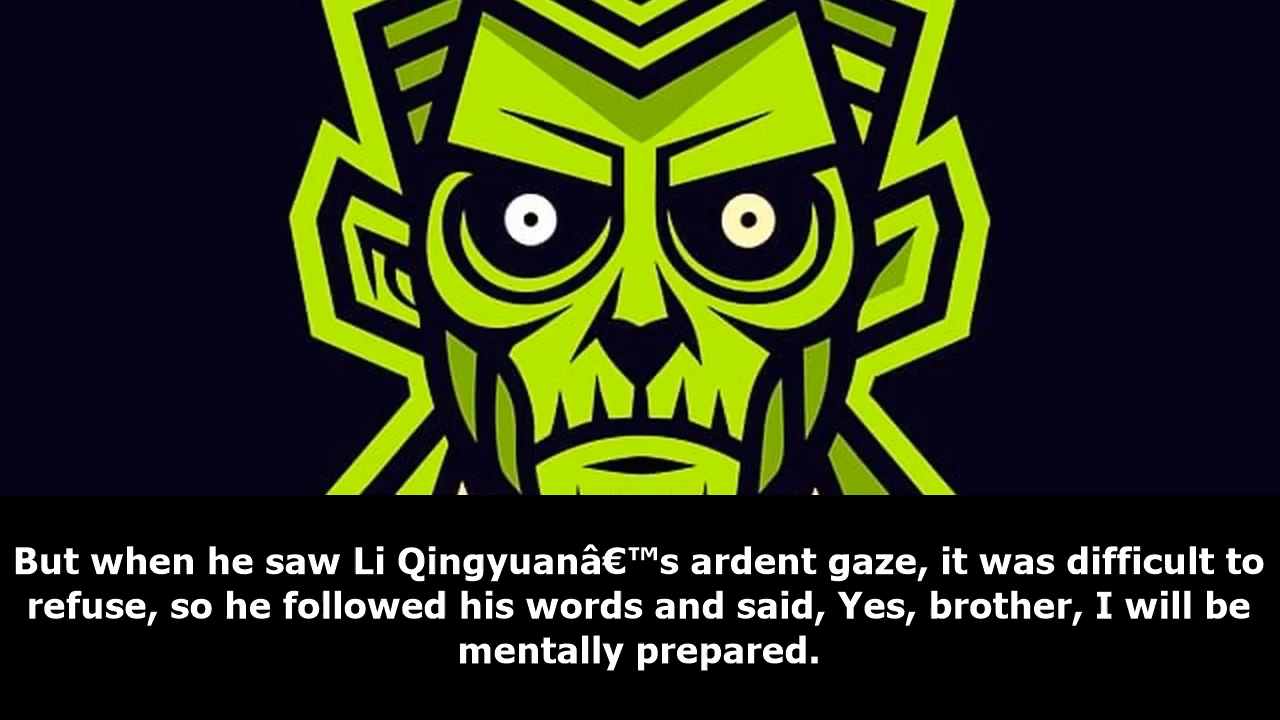 But when he saw Li Qingyuanâ€™s ardent gaze, it was difficult to
refuse, so he followed his words and said, Yes, brother, I will be
mentally prepared.